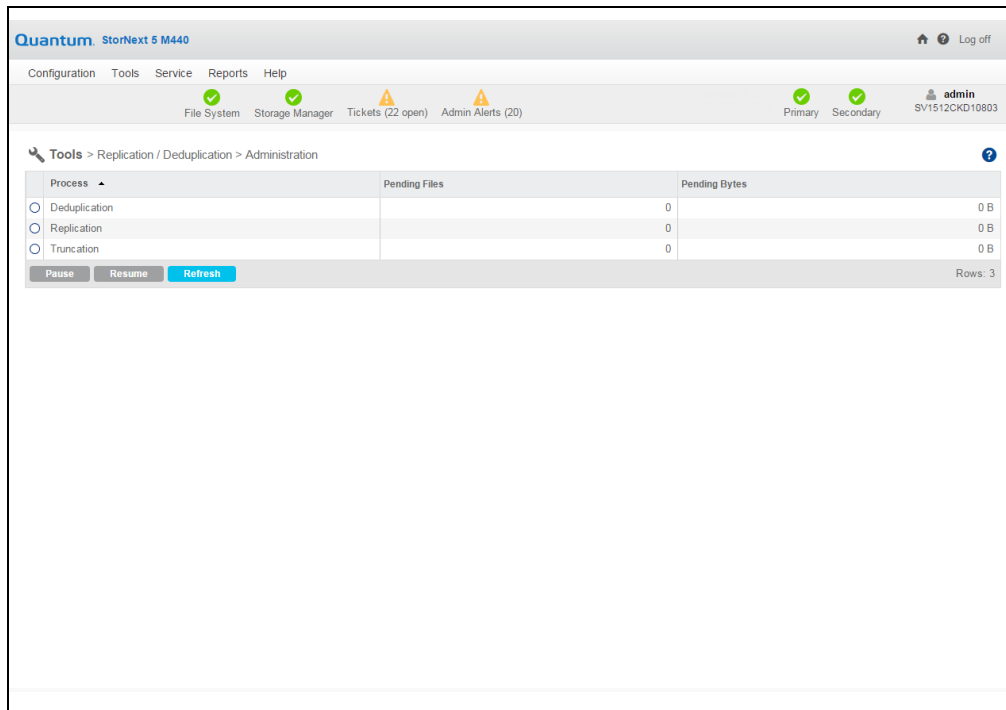 Quantum. StorNext 5 M440
Log off
Configuration Tools Service Reports Help
File System Storage Manager Tickets (22 open) Admin Alerts (20) Primary Secondary admin
SV1512CKD10803
Tools > Replication / Deduplication > Administration
Process Pending Files Pending Bytes
Deduplication 0 0 B
Replication 0 0 B
Truncation 0 0 B
Pause Resume Refresh Rows: 3